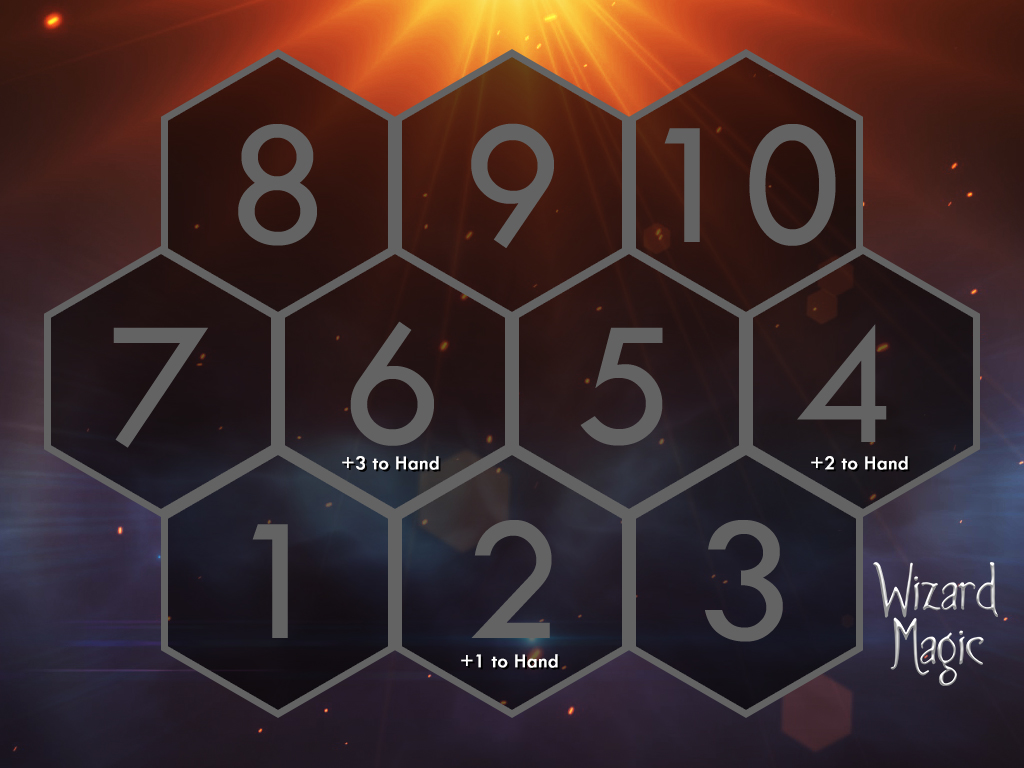 8 9 10
7 6 5 4
+3 to Hand +2 to Hand
1 2 3
+1 to Hand
Wizard
Magic